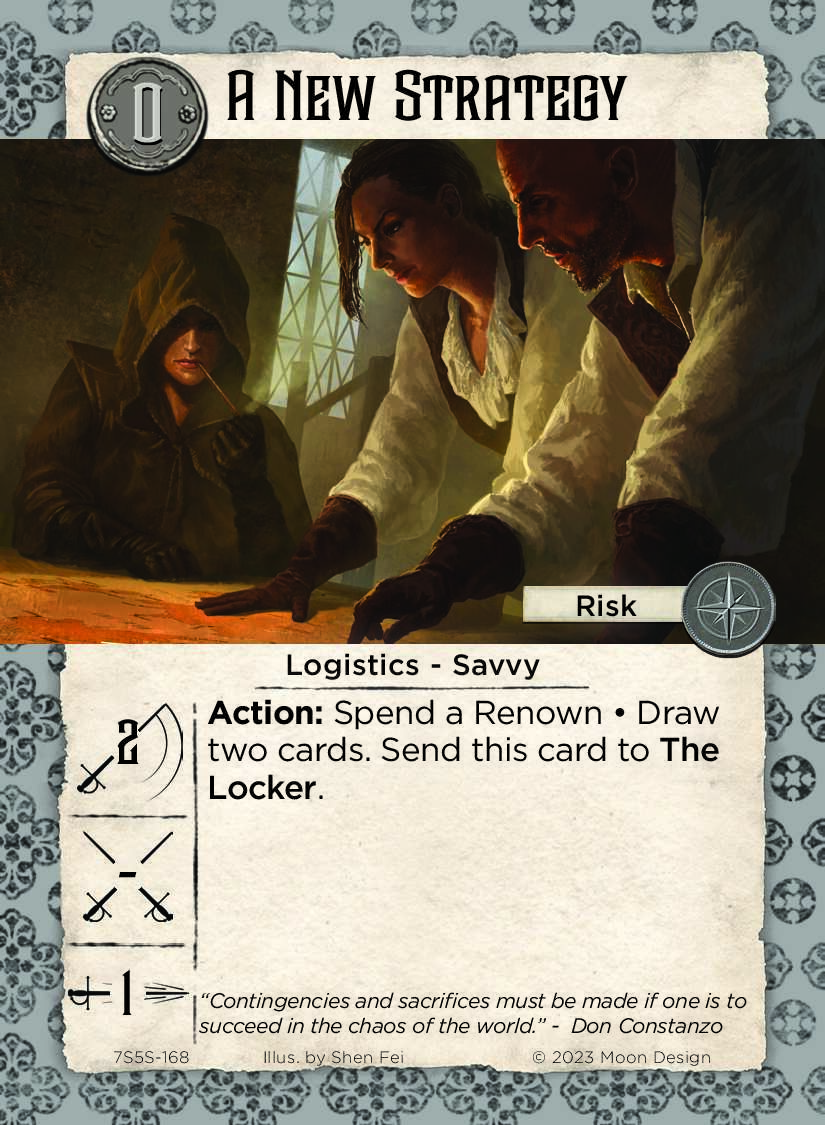 0
A New Strategy
Risk
Logistics - Savvy
2
Action: Spend a Renown • Draw
two cards. Send this card to The
Locker.
-
1
“Contingencies and sacrifices must be made if one is to
succeed in the chaos of the world.” - Don Constanzo
7S5S-168 Illus. by Shen Fei © 2023 Moon Design